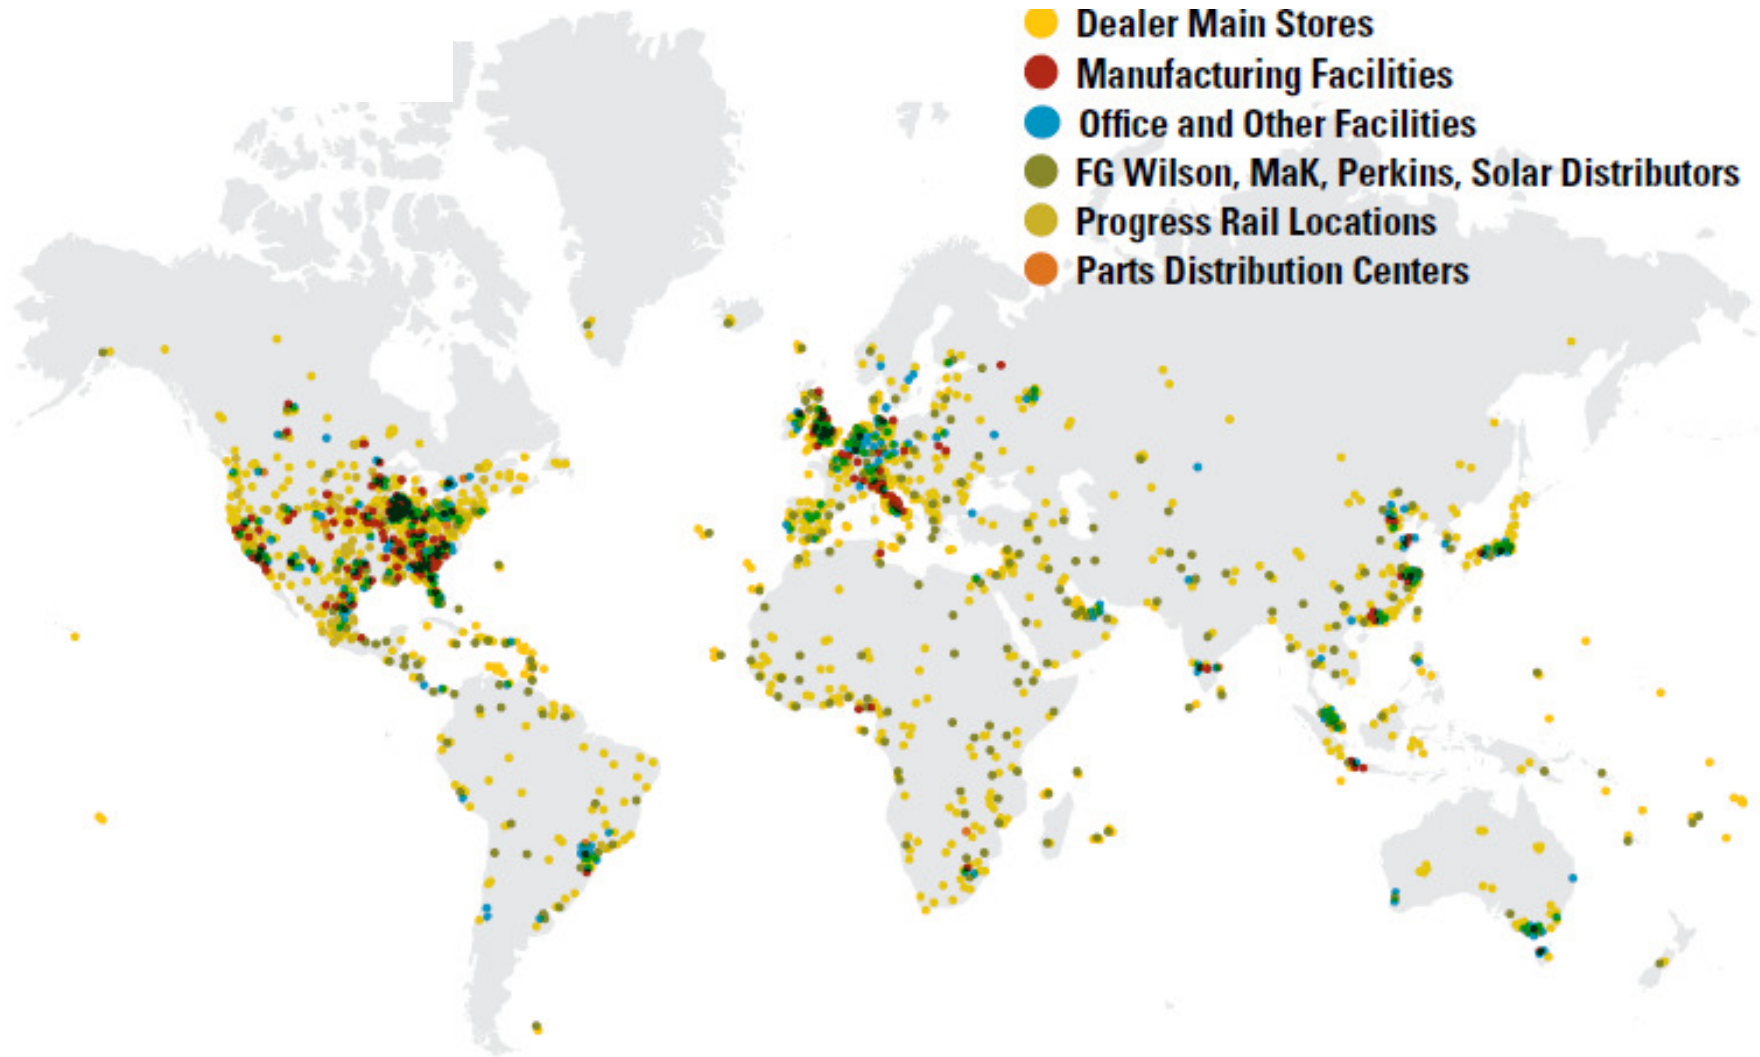 Dealer Main Stores
Manufacturing Facilities
Office and Other Facilities
FG Wilson, MaK, Perkins, Solar Distributors
Progress Rail Locations
Parts Distribution Centers